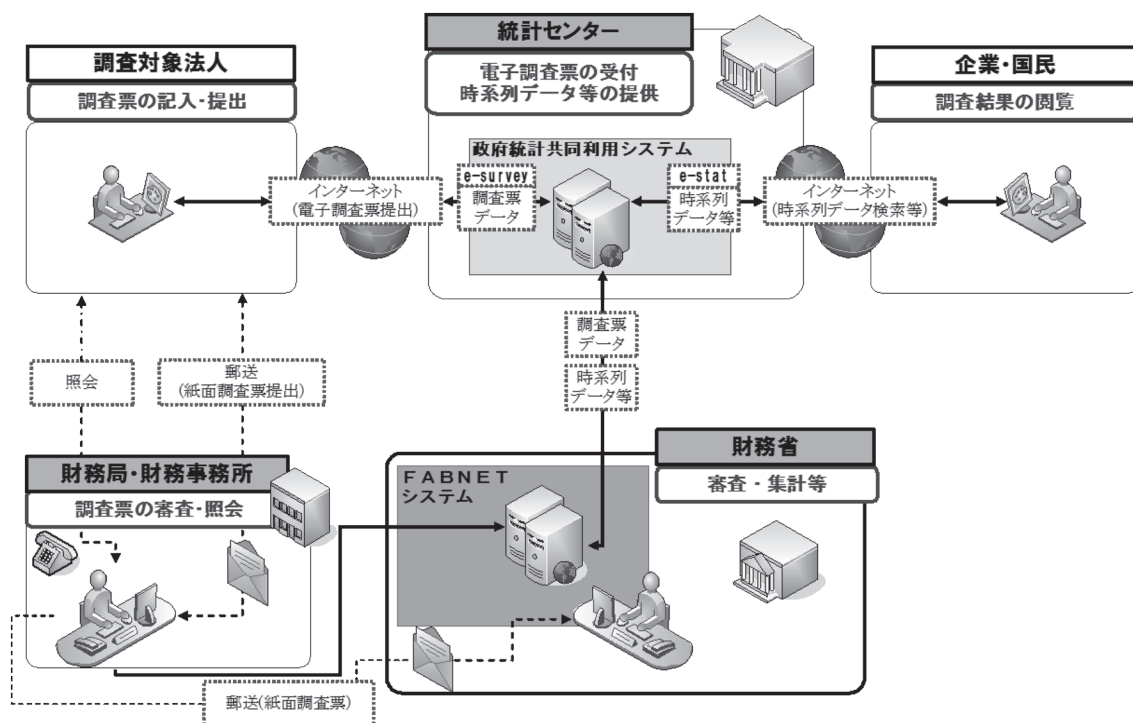 統計センター
電子調査票の受付
時系列データ等の提供
調査対象法人
調査票の記入・提出
企業・国民
調査結果の閲覧
政府統計共同利用システム
e-survey
調査票
データ
e-stat
時系列
データ等
インターネット
(電子調査票提出)
インターネット
(時系列データ検索等)
調査票
データ
時系列
データ等
照会
郵送
(紙面調査票提出)
財務局・財務事務所
調査票の審査・照会
財務省
審査・集計等
FABNET
システム
郵送(紙面調査票)